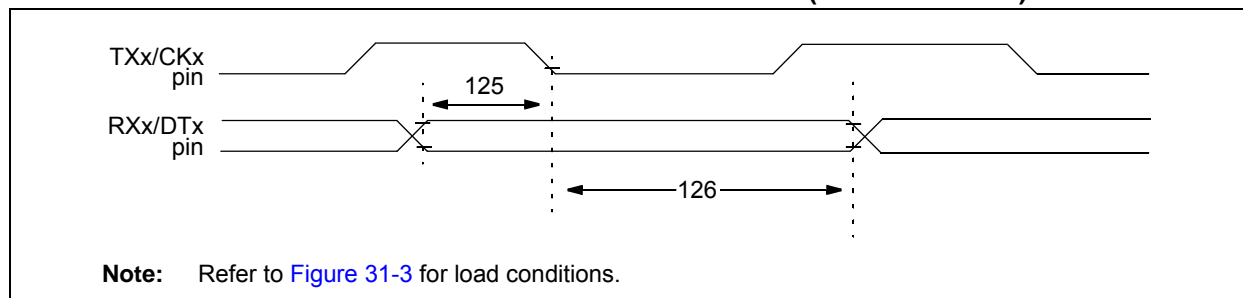 TXx/CKx
pin
125
RXx/DTx
pin
126
Note: Refer to Figure 31-3 for load conditions.